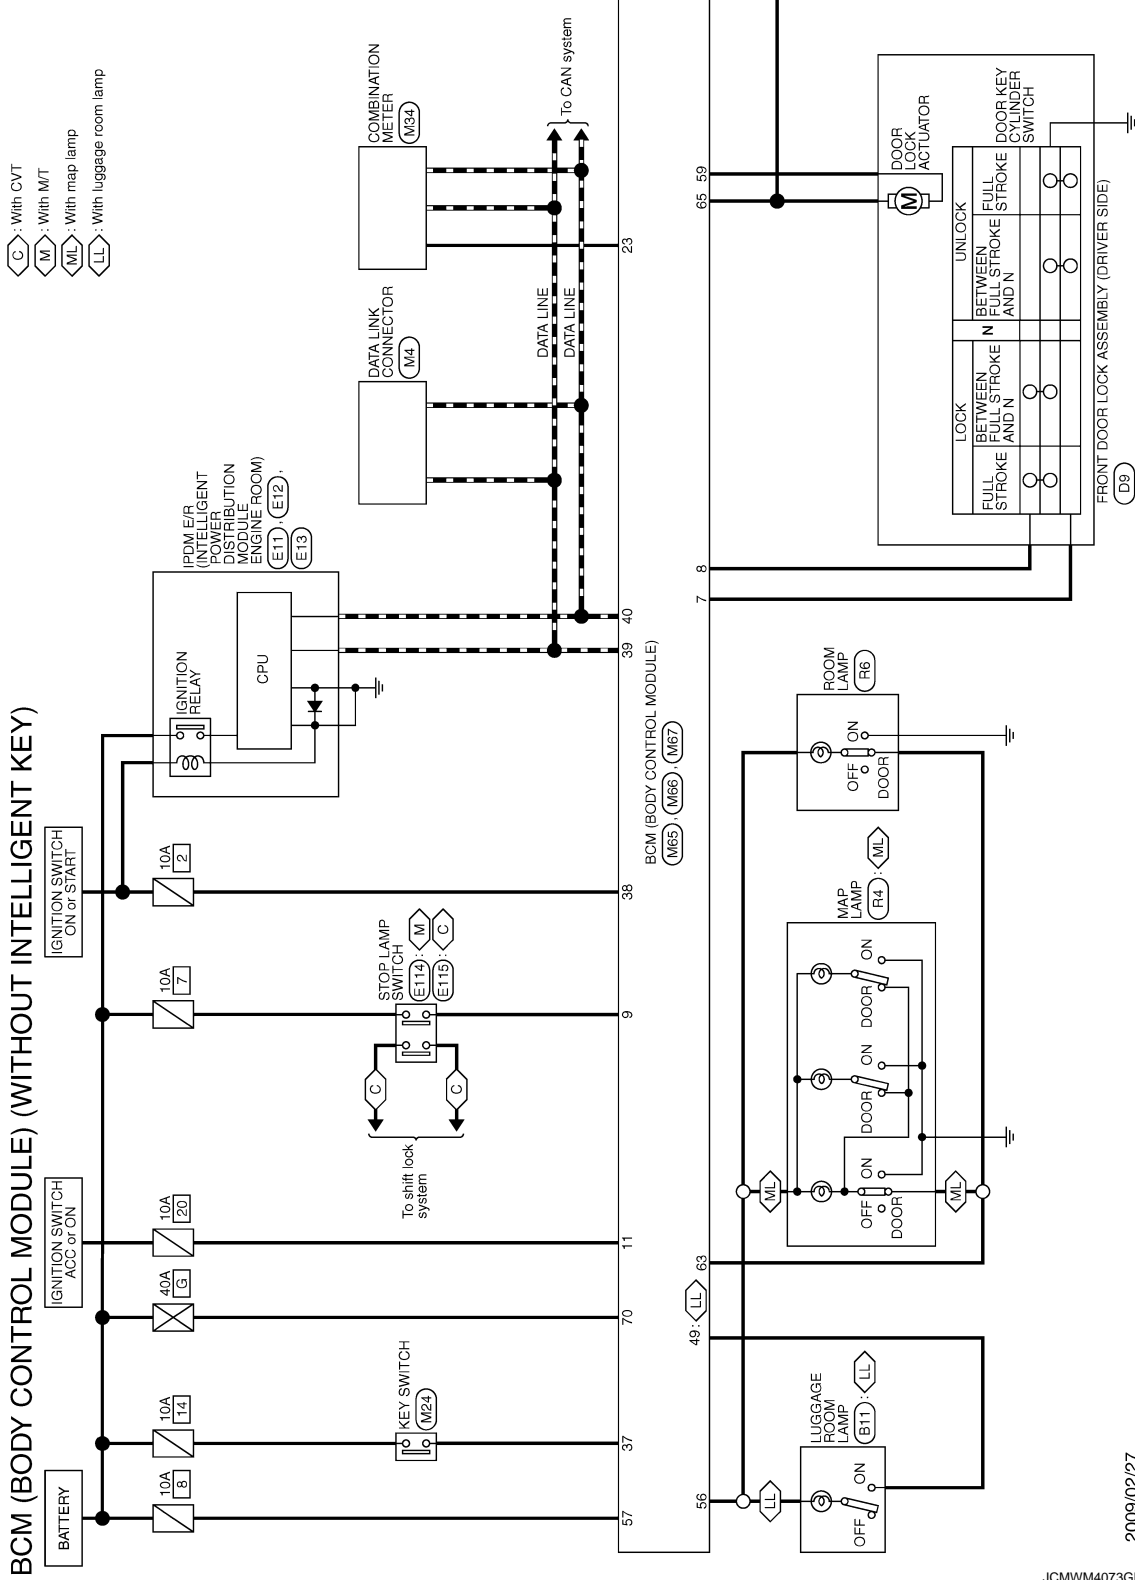 BCM (BODY CONTROL MODULE) (WITHOUT INTELLIGENT KEY)
C : With CVT
M : With M/T
ML : With map lamp
LL : With luggage room lamp
BATTERY
IGNITION SWITCH
ACC or ON
IGNITION SWITCH
ON or START
10A
8
10A
14
40A
G
10A
20
10A
7
10A
2
IGNITION
RELAY
CPU
IPDM E/R
(INTELLIGENT
POWER
DISTRIBUTION
MODULE
ENGINE ROOM)
E11 , E12 ,
E13
DATA LINK
CONNECTOR
M4
COMBINATION
METER
M34
KEY SWITCH
M24
To shift lock
system
C
C
STOP LAMP
SWITCH
E114 : M
E115 : C
DATA LINE
DATA LINE
To CAN system
57
37
70
11
9
38
39
40
23
BCM (BODY CONTROL MODULE)
M65 , M66 , M67
56
49 : LL
63
7
8
65
59
LL
LUGGAGE
ROOM
LAMP
B11 : LL
OFF
ON
ML
ML
MAP
LAMP
R4 : ML
OFF
ON
DOOR
DOOR
ON
DOOR
ON
ROOM
LAMP
R6
OFF
ON
DOOR
DOOR
LOCK
ACTUATOR
M
DOOR KEY
CYLINDER
SWITCH
LOCK
N
UNLOCK
FULL
STROKE
BETWEEN
FULL STROKE
AND N
BETWEEN
FULL STROKE
AND N
FULL
STROKE
FRONT DOOR LOCK ASSEMBLY (DRIVER SIDE)
D9
2009/02/27